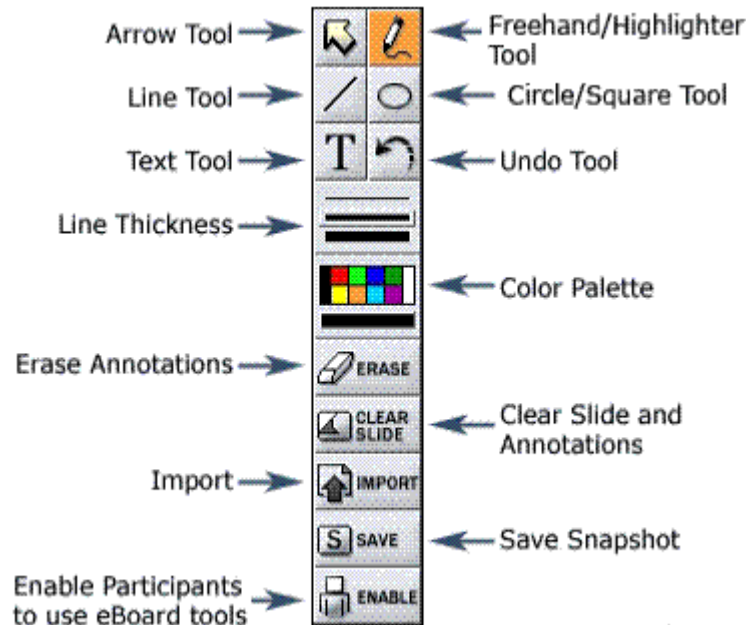 Arrow Tool
Freehand/Highlighter
Tool
Line Tool
Circle/Square Tool
T
Text Tool
Undo Tool
Line Thickness
Color Palette
Erase Annotations
ERASE
CLEAR
SLIDE
Clear Slide and
Annotations
Import
IMPORT
S SAVE
Save Snapshot
Enable Participants
to use eBoard tools
ENABLE